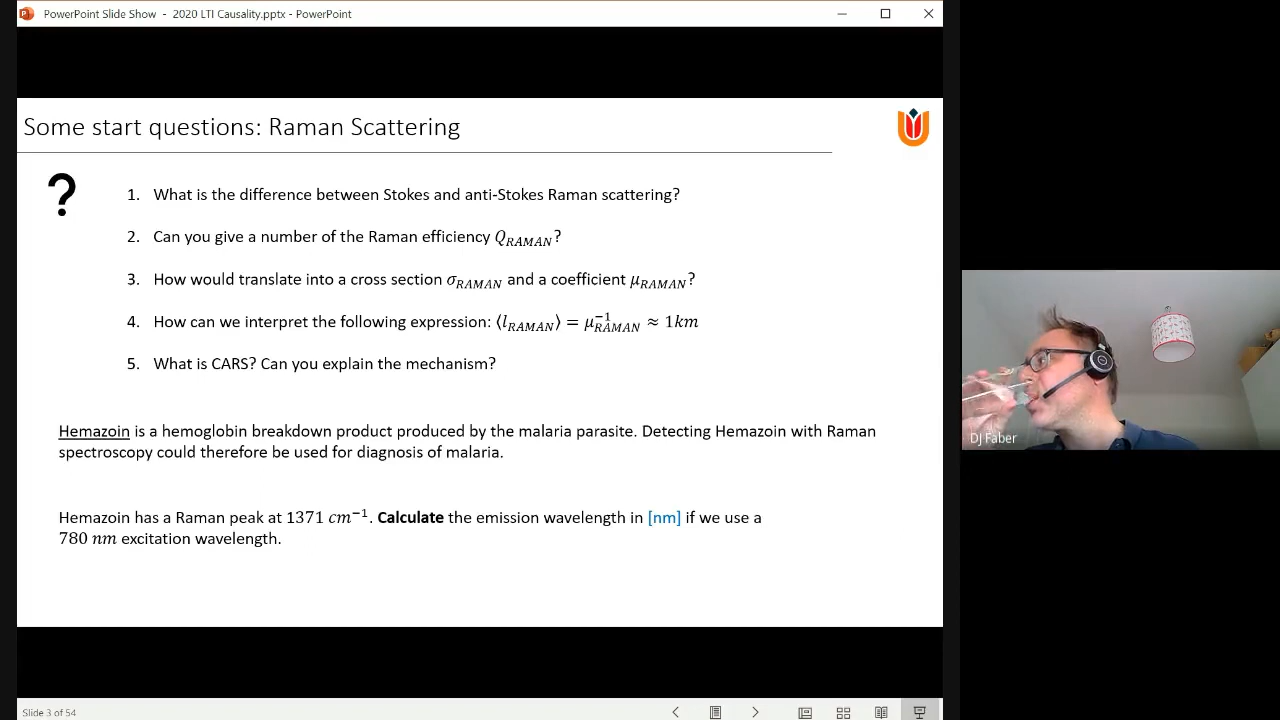 PowerPoint Slide Show - 2020 LTI Causality.pptx - PowerPoint
Some start questions: Raman Scattering
?
1. What is the difference between Stokes and anti-Stokes Raman scattering?
2. Can you give a number of the Raman efficiency Q_RAMAN?
3. How would translate into a cross section σ_RAMAN and a coefficient μ_RAMAN?
4. How can we interpret the following expression: ⟨l_RAMAN⟩ = μ_RAMAN^−1 ≈ 1km
5. What is CARS? Can you explain the mechanism?
Hemazoin is a hemoglobin breakdown product produced by the malaria parasite. Detecting Hemazoin with Raman
spectroscopy could therefore be used for diagnosis of malaria.
Hemazoin has a Raman peak at 1371 cm^−1. Calculate the emission wavelength in [nm] if we use a
780 nm excitation wavelength.
DJ Faber
Slide 3 of 54